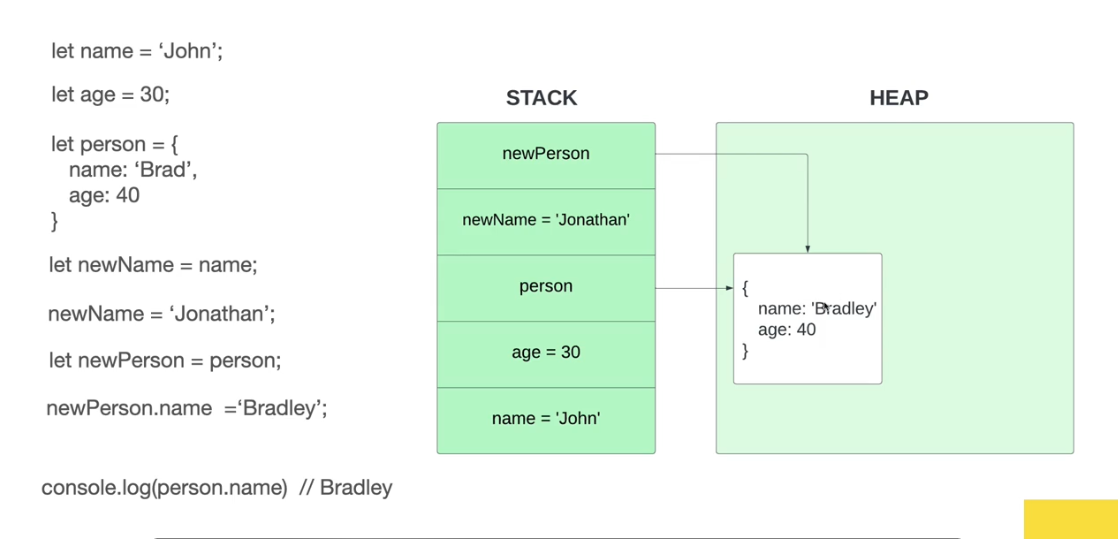 let name = ‘John’;
let age = 30;
let person = {
name: ‘Brad’,
age: 40
}
let newName = name;
newName = ‘Jonathan’;
let newPerson = person;
newPerson.name =‘Bradley’;
console.log(person.name) // Bradley
STACK
newPerson
newName = 'Jonathan'
person
age = 30
name = 'John'
HEAP
{
name: 'Bradley'
age: 40
}